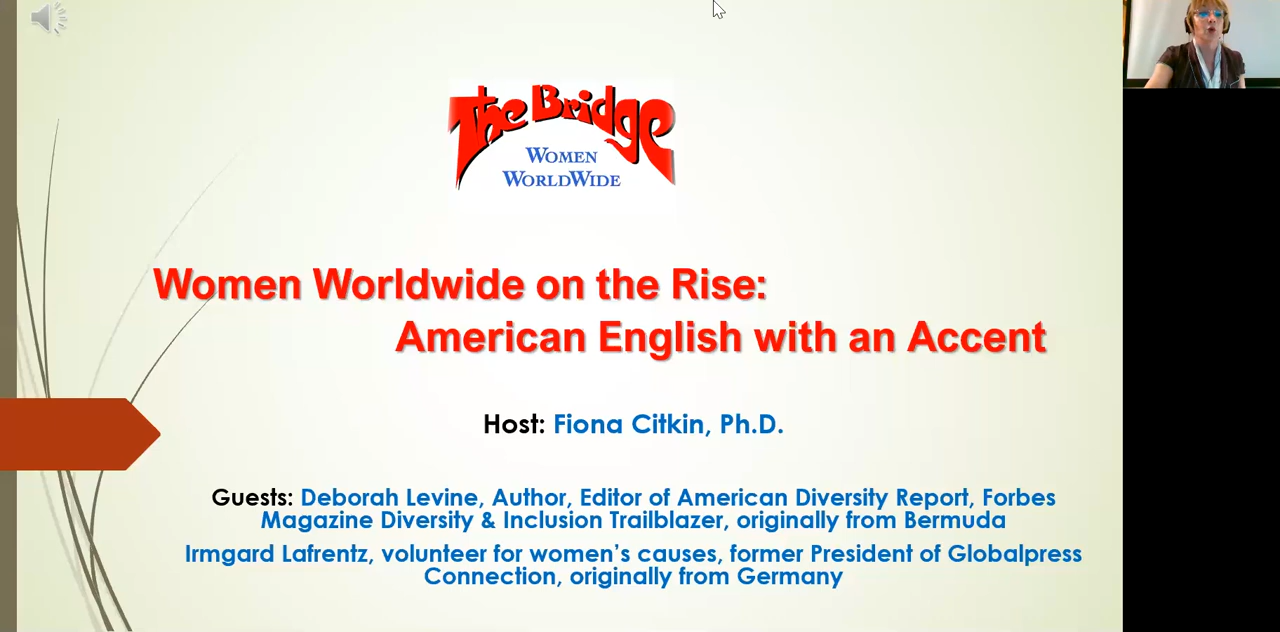 The Bridge
WOMEN
WORLDWIDE
Women Worldwide on the Rise:
American English with an Accent
Host: Fiona Citkin, Ph.D.
Guests: Deborah Levine, Author, Editor of American Diversity Report, Forbes
Magazine Diversity & Inclusion Trailblazer, originally from Bermuda
Irmgard Lafrentz, volunteer for women’s causes, former President of Globalpress
Connection, originally from Germany